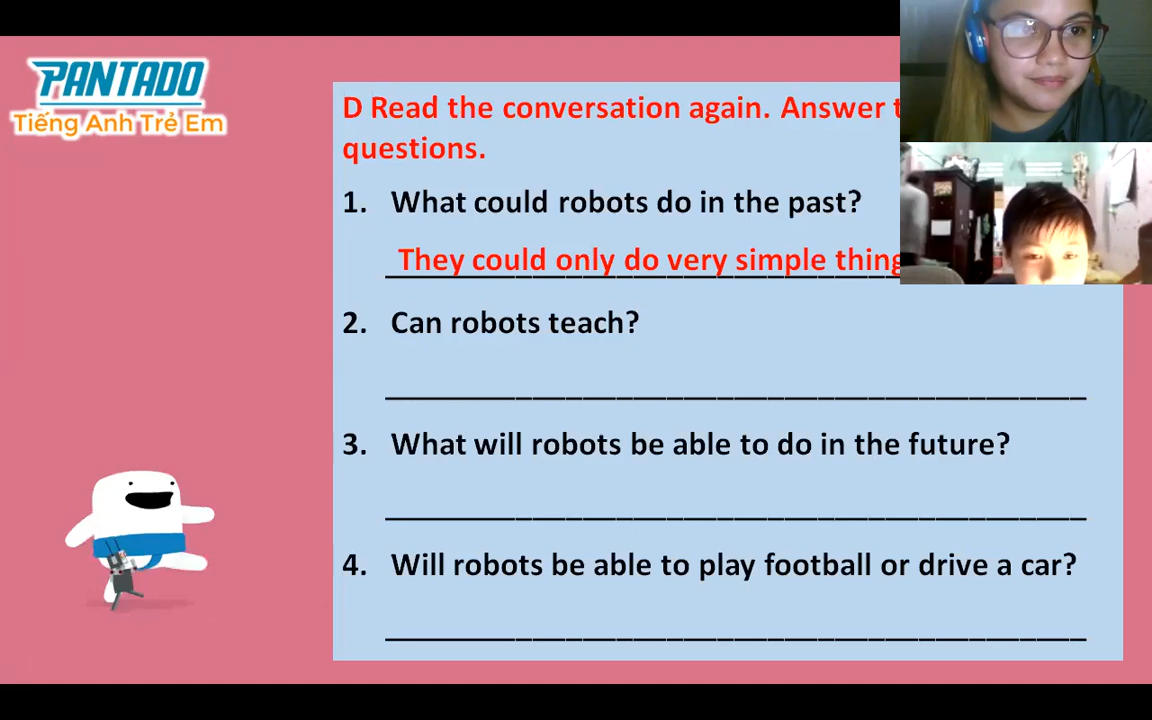 PANTADO
Tiếng Anh Trẻ Em
D Read the conversation again. Answer
questions.
1. What could robots do in the past?
They could only do very simple thing
2. Can robots teach?
3. What will robots be able to do in the future?
4. Will robots be able to play football or drive a car?